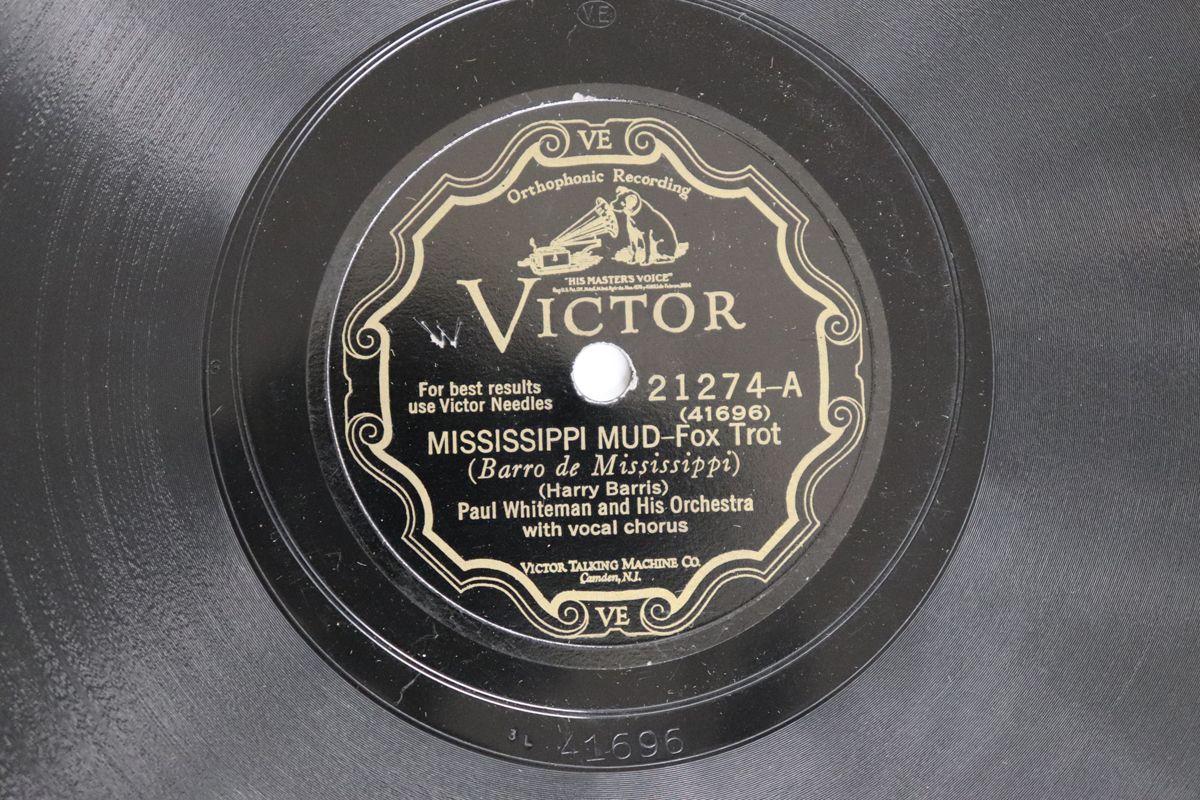 VE
VE
Orthophonic Recording
"HIS MASTER'S VOICE"
VICTOR
W
For best results
use Victor Needles
21274-A
(41696)
MISSISSIPPI MUD-Fox Trot
(Barro de Mississippi)
(Harry Barris)
Paul Whiteman and His Orchestra
with vocal chorus
VICTOR TALKING MACHINE CO.
Camden, N.J.
VE
3 L 41696